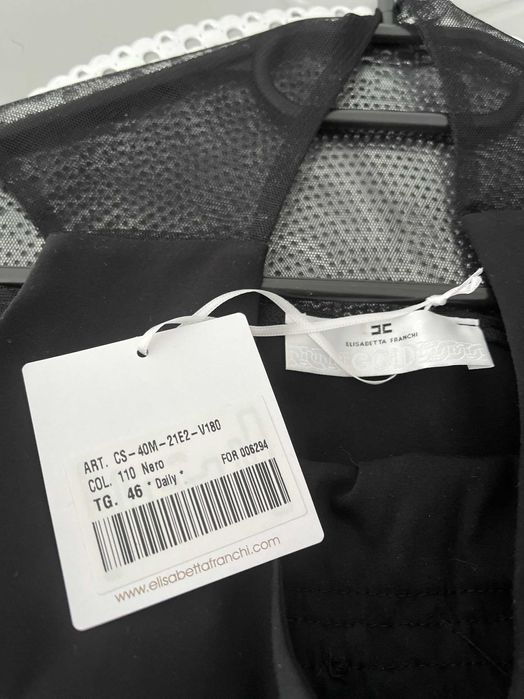 ELISABETTA FRANCHI
ART. CS-40M-21E2-V180
COL. 110 Nero FOR 006294
TG. 46 * Daily *
www.elisabettafranchi.com